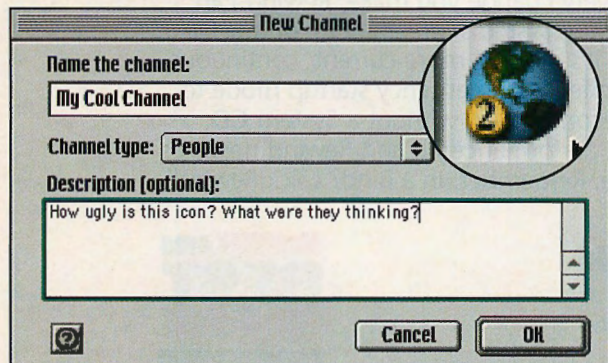 New Channel
Name the channel:
My Cool Channel
2
Channel type: People
Description (optional):
How ugly is this icon? What were they thinking?
Cancel
OK